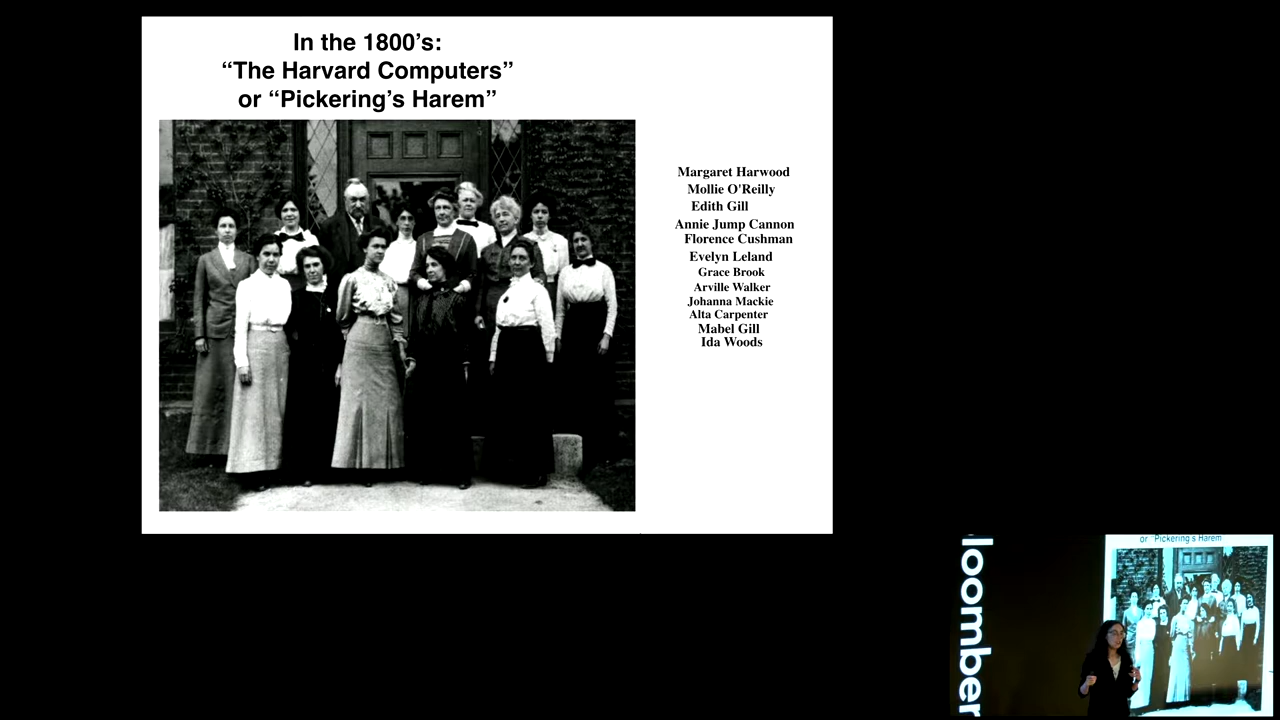 In the 1800’s:
“The Harvard Computers”
or “Pickering’s Harem”
Margaret Harwood
Mollie O'Reilly
Edith Gill
Annie Jump Cannon
Florence Cushman
Evelyn Leland
Grace Brook
Arville Walker
Johanna Mackie
Alta Carpenter
Mabel Gill
Ida Woods
or “Pickering’s Harem
loomber